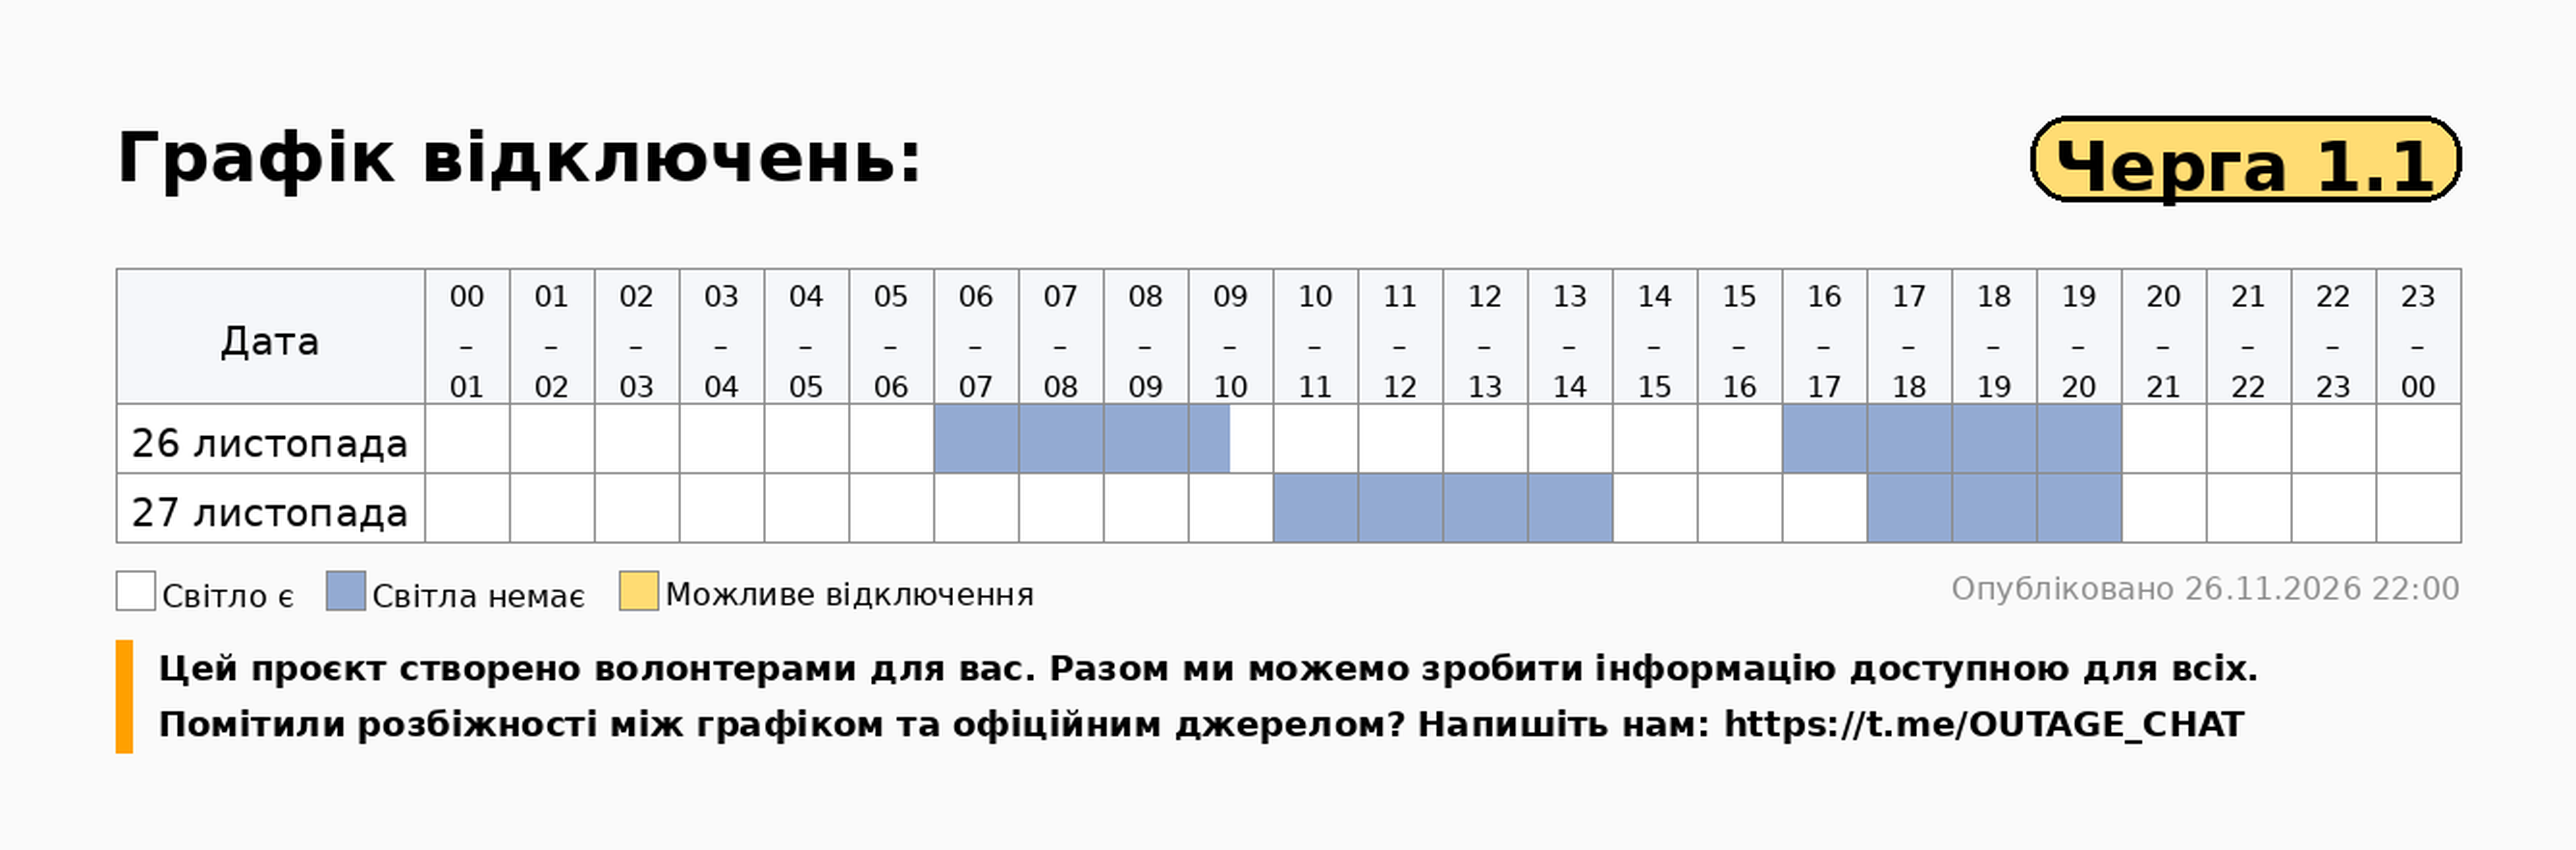 Графік відключень:
Черга 1.1
Дата
00 – 01
01 – 02
02 – 03
03 – 04
04 – 05
05 – 06
06 – 07
07 – 08
08 – 09
09 – 10
10 – 11
11 – 12
12 – 13
13 – 14
14 – 15
15 – 16
16 – 17
17 – 18
18 – 19
19 – 20
20 – 21
21 – 22
22 – 23
23 – 00
26 листопада
27 листопада
Світло є
Світла немає
Можливе відключення
Опубліковано 26.11.2026 22:00
Цей проєкт створено волонтерами для вас. Разом ми можемо зробити інформацію доступною для всіх.
Помітили розбіжності між графіком та офіційним джерелом? Напишіть нам: https://t.me/OUTAGE_CHAT